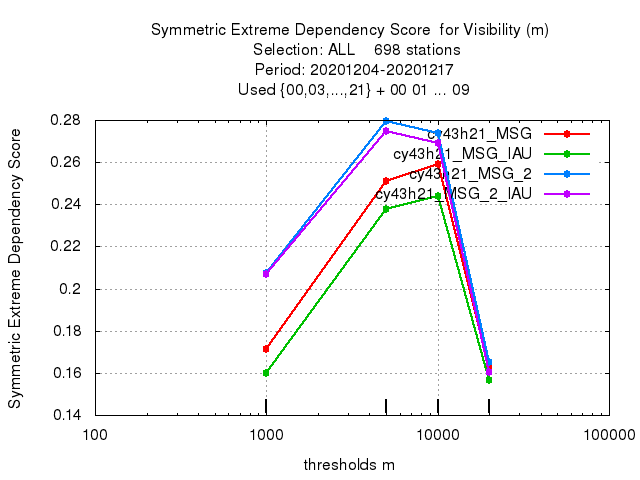 Symmetric Extreme Dependency Score for Visibility (m)
Selection: ALL 698 stations
Period: 20201204-20201217
Used {00,03,...,21} + 00 01 ... 09
Symmetric Extreme Dependency Score
0.28
0.26
0.24
0.22
0.2
0.18
0.16
0.14
cy43h21_MSG
cy43h21_MSG_IAU
cy43h21_MSG_2
cy43h21_MSG_2_IAU
100
1000
10000
100000
thresholds m